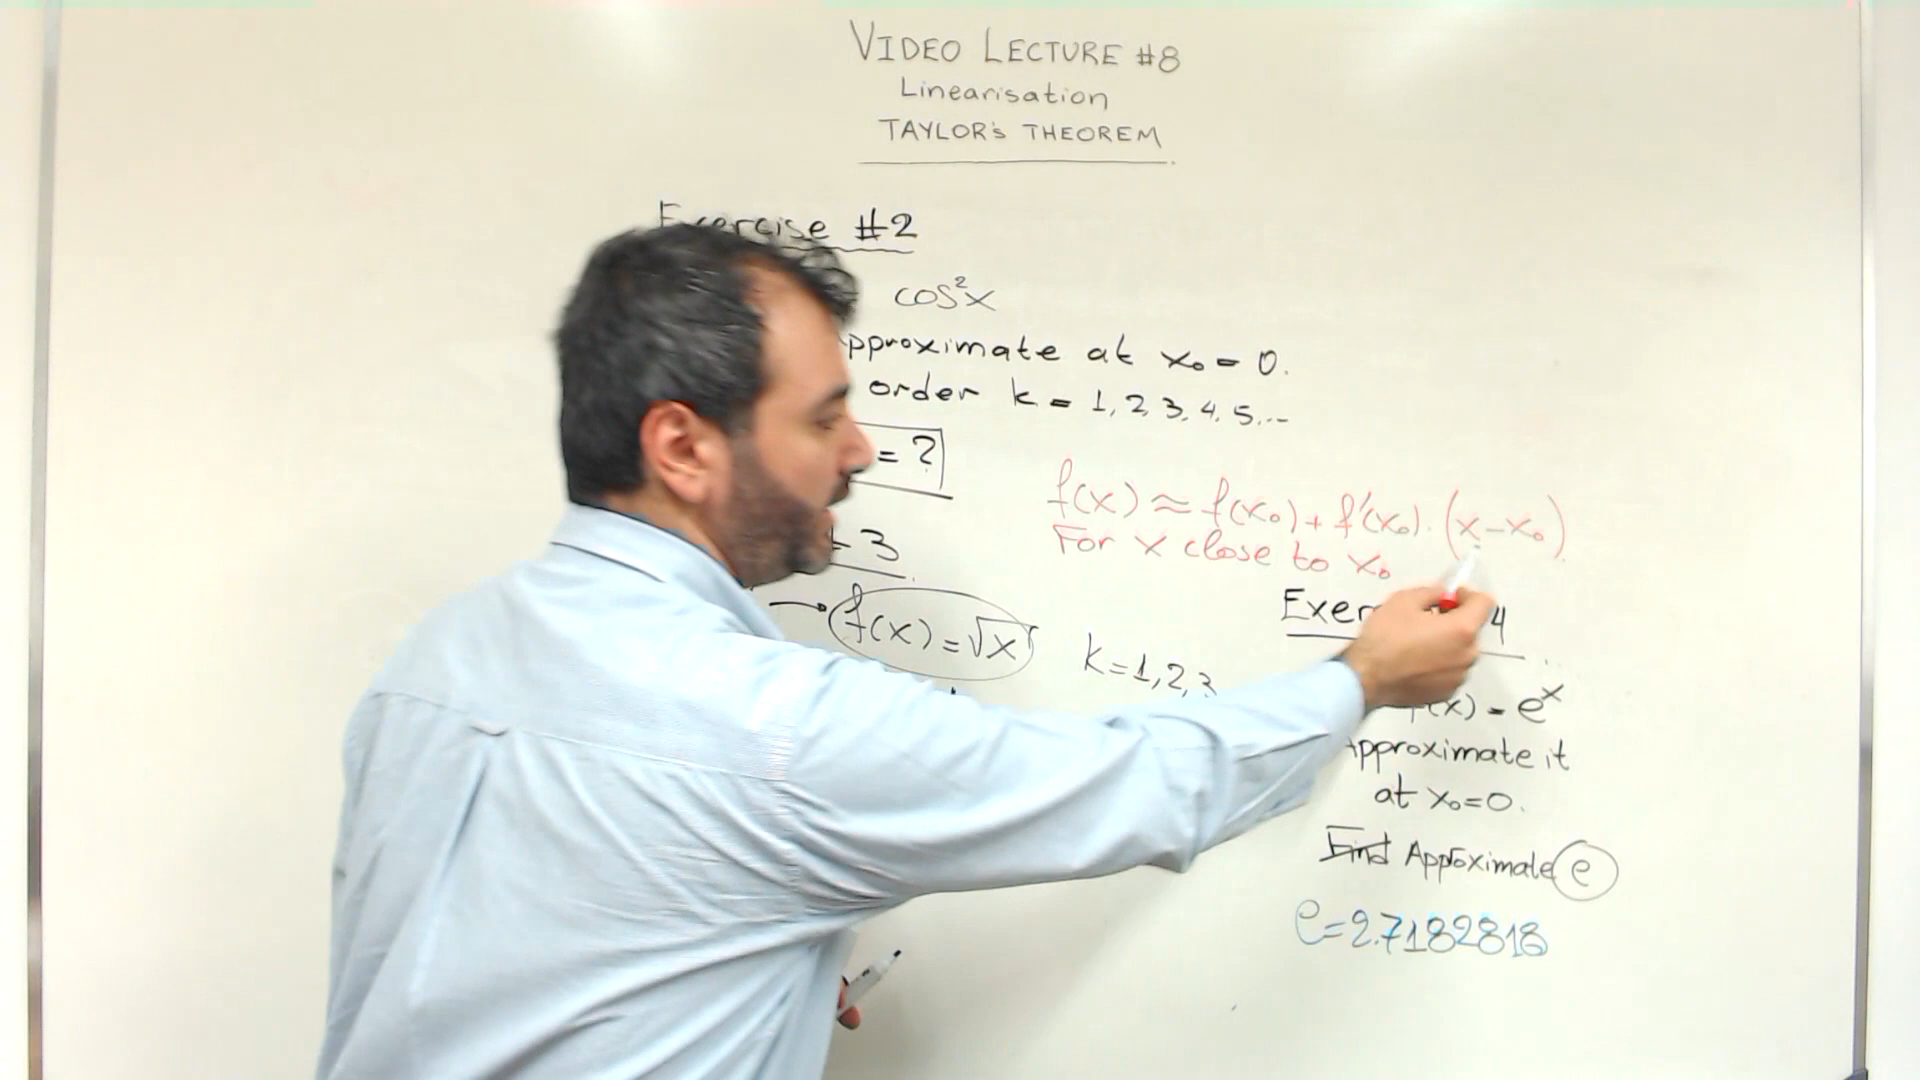 VIDEO LECTURE #8
Linearisation
TAYLOR'S THEOREM
Exercise #2
cos²x
pproximate at x₀ = 0.
order k = 1, 2, 3, 4, 5, ...
= ?
3
f(x) = √x
k = 1, 2, 3
f(x) ≈ f(x₀) + f'(x₀) · (x - x₀)
For x close to x₀
Exer 4
f(x) = eˣ
Approximate it
at x₀ = 0.
Find Approximate e
e = 2.7182818